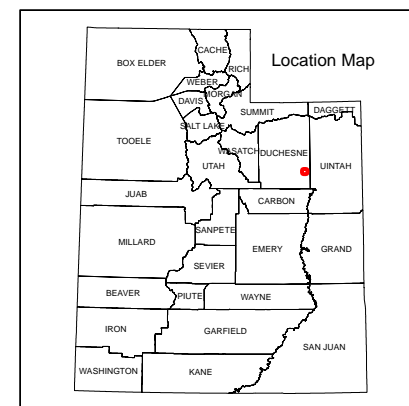 Location Map
CACHE
BOX ELDER
RICH
WEBER
MORGAN
DAVIS
SUMMIT
DAGGETT
SALT LAKE
TOOELE
WASATCH
DUCHESNE
UINTAH
UTAH
JUAB
CARBON
SANPETE
MILLARD
EMERY
GRAND
SEVIER
BEAVER
PIUTE
WAYNE
IRON
GARFIELD
SAN JUAN
WASHINGTON
KANE